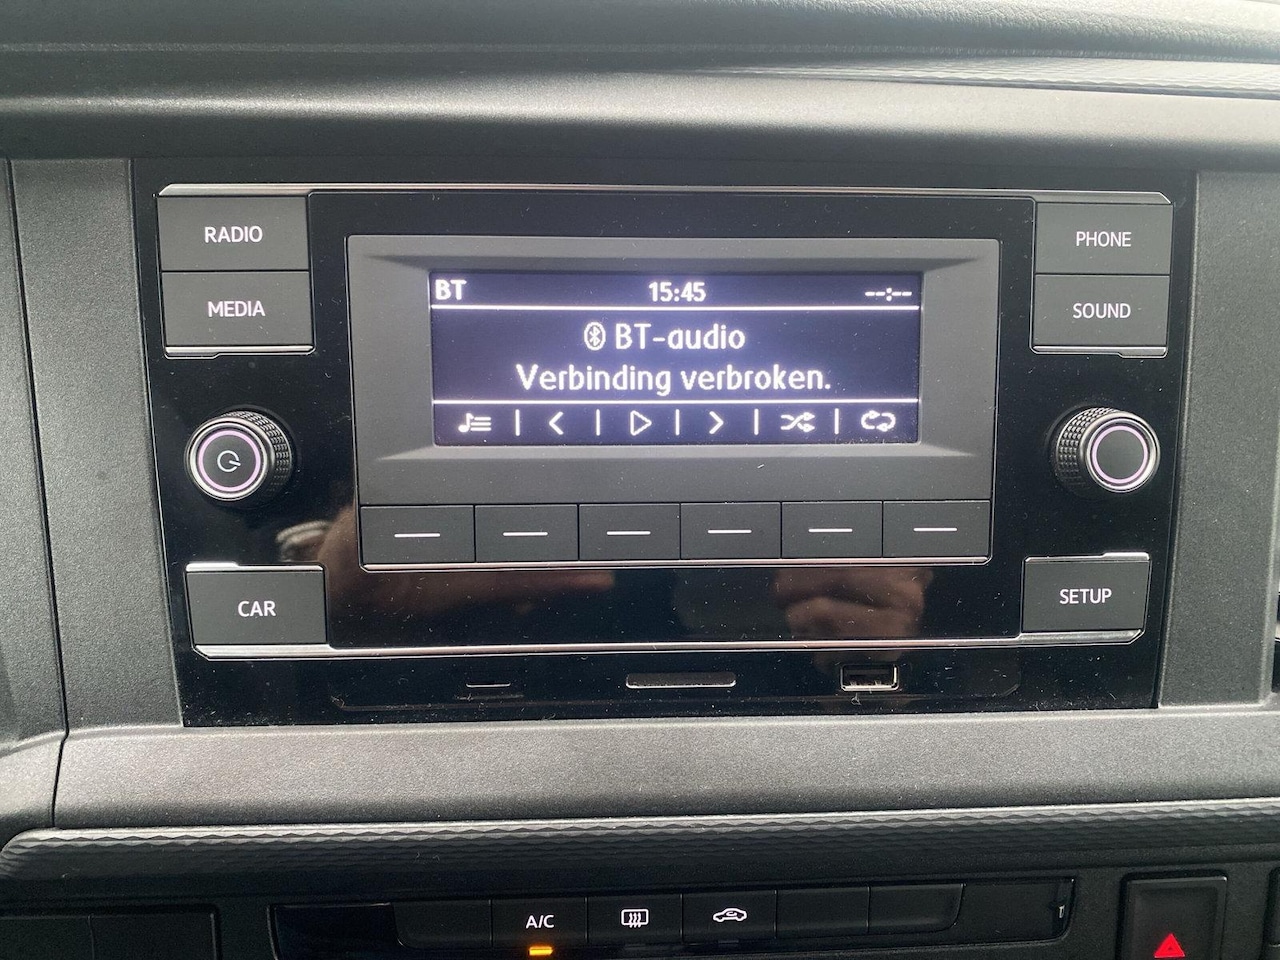 RADIO
MEDIA
PHONE
SOUND
BT 15:45 --:--
BT-audio
Verbinding verbroken.
CAR
SETUP
A/C